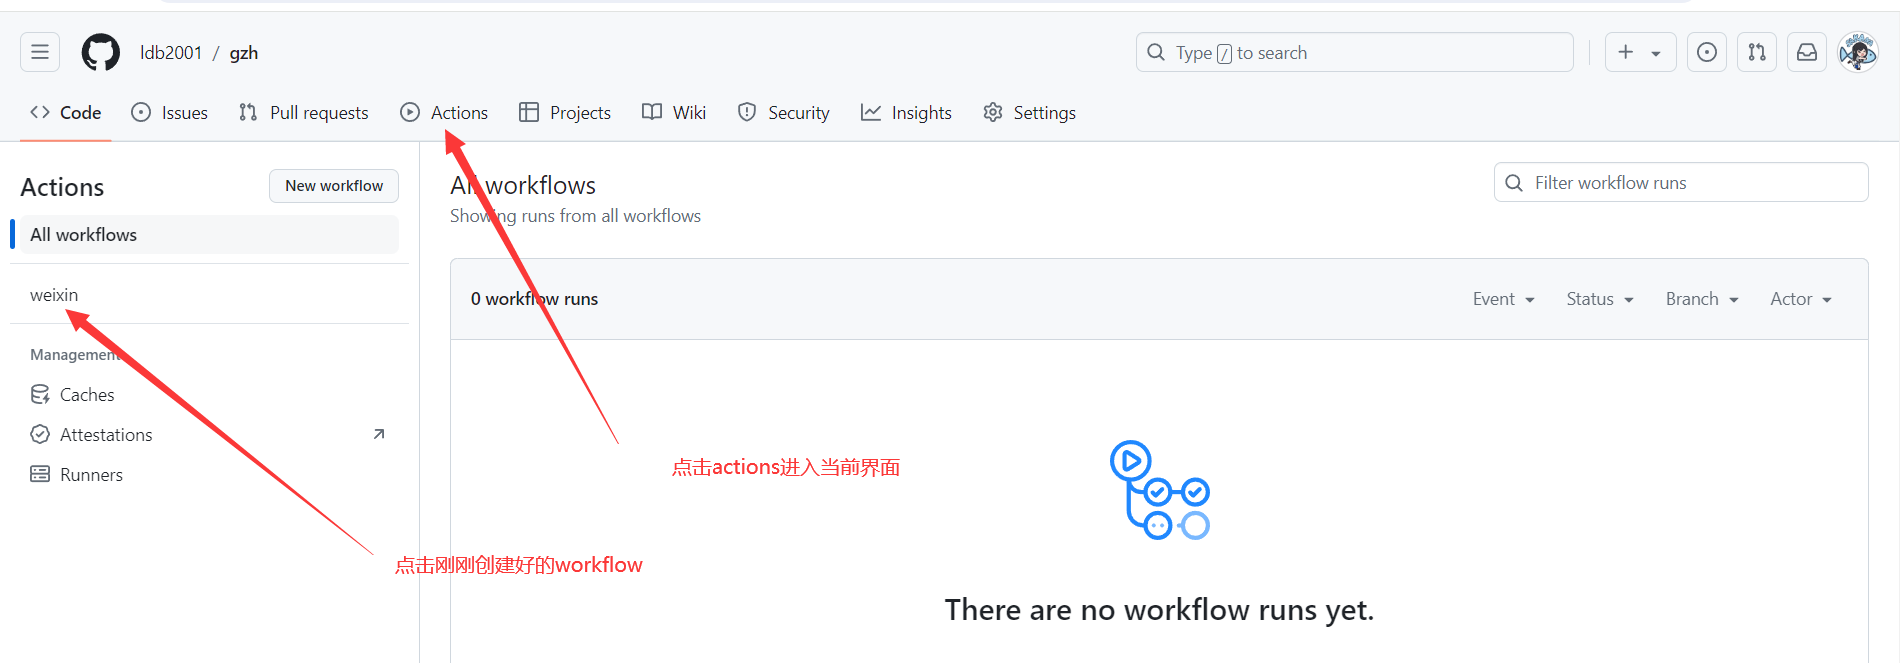 ldb2001 / gzh
Type / to search
Code Issues Pull requests Actions Projects Wiki Security Insights Settings
Actions
New workflow
All workflows
weixin
Management
Caches
Attestations
Runners
All workflows
Showing runs from all workflows
Filter workflow runs
0 workflow runs
Event Status Branch Actor
点击actions进入当前界面
点击刚刚创建好的workflow
There are no workflow runs yet.